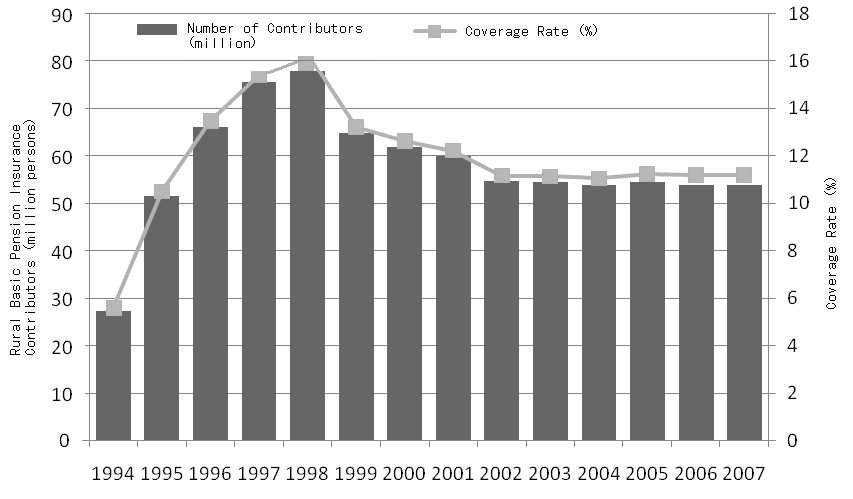 90
80
70
60
50
40
30
20
10
0
Rural Basic Pension Insurance
Contributors (million persons)
Number of Contributors
(million)
Coverage Rate (%)
18
16
14
12
10
8
6
4
2
0
Coverage Rate (%)
1994 1995 1996 1997 1998 1999 2000 2001 2002 2003 2004 2005 2006 2007